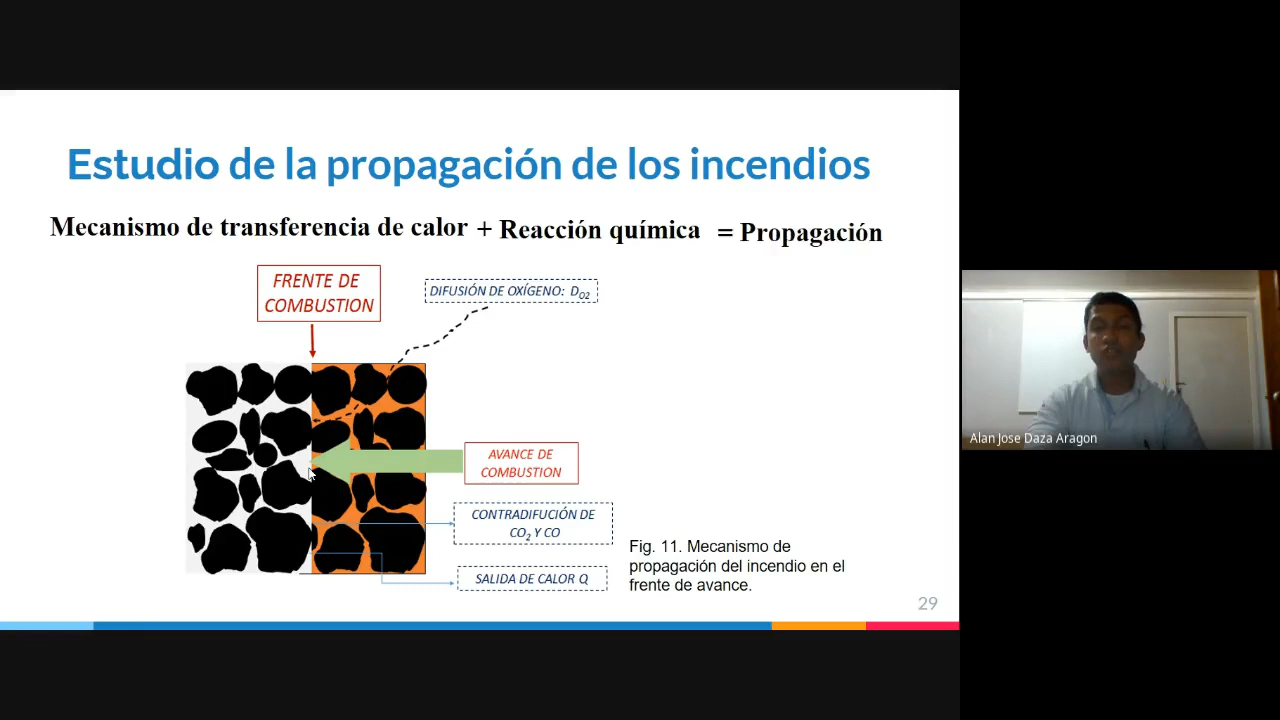 Estudio de la propagación de los incendios
Mecanismo de transferencia de calor + Reacción química = Propagación
FRENTE DE
COMBUSTION
DIFUSIÓN DE OXÍGENO: DO2
AVANCE DE
COMBUSTION
CONTRADIFUCIÓN DE
CO2 Y CO
SALIDA DE CALOR Q
Fig. 11. Mecanismo de
propagación del incendio en el
frente de avance.
29
Alan Jose Daza Aragon